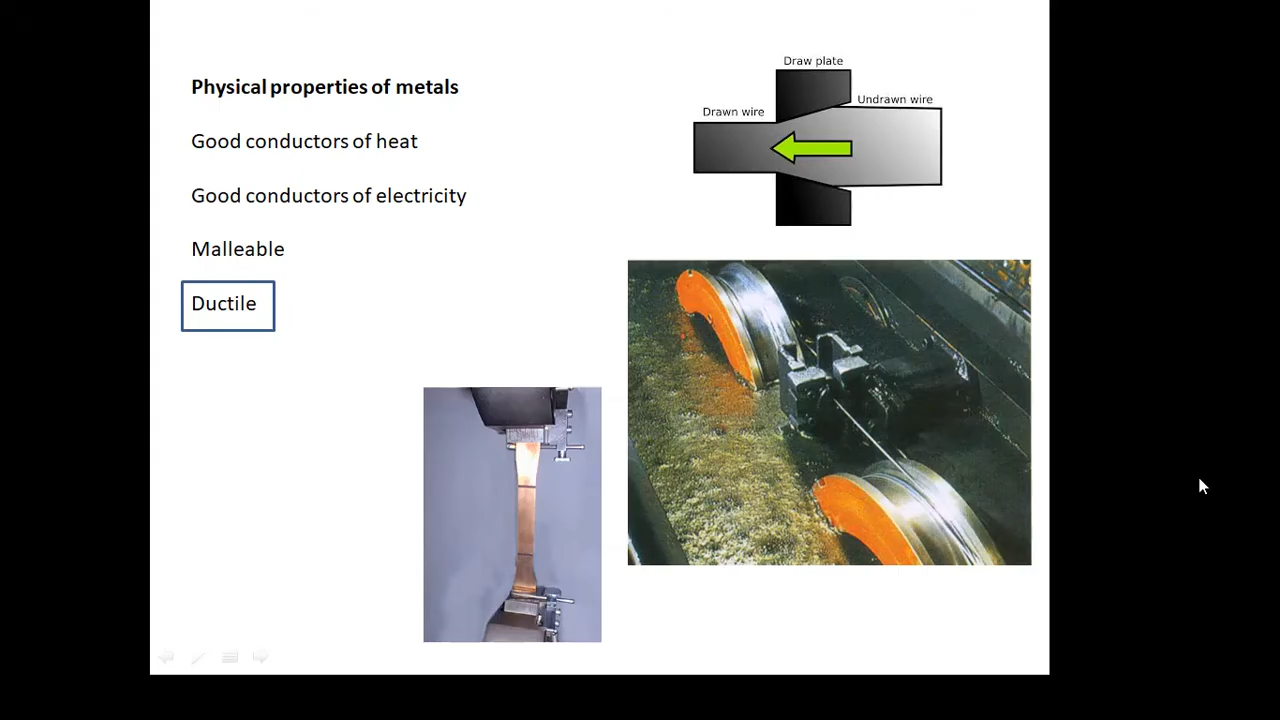 Physical properties of metals
Good conductors of heat
Good conductors of electricity
Malleable
Ductile
Draw plate
Drawn wire
Undrawn wire